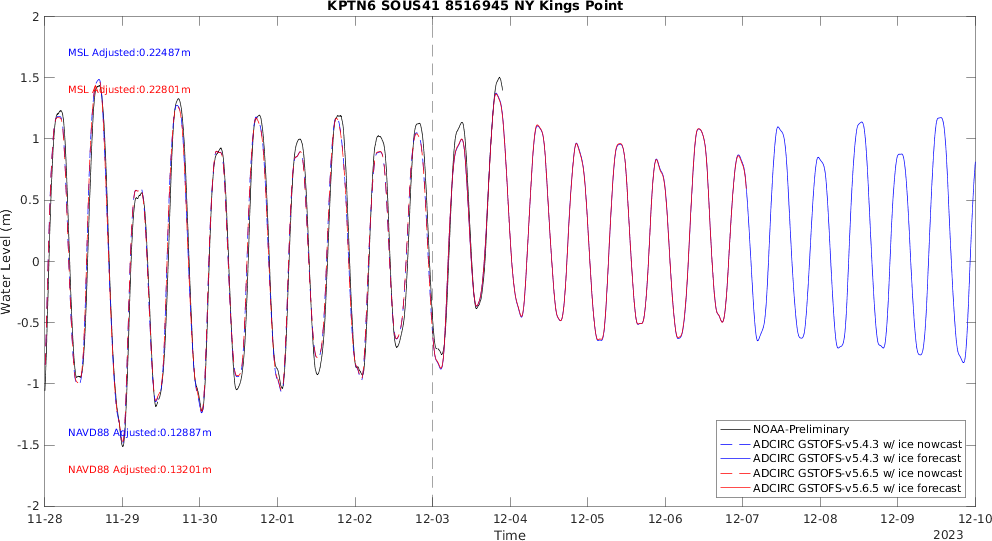 KPTN6 SOUS41 8516945 NY Kings Point
2
1.5
1
0.5
0
-0.5
-1
-1.5
-2
Water Level (m)
MSL Adjusted:0.22487m
MSL Adjusted:0.22801m
NAVD88 Adjusted:0.12887m
NAVD88 Adjusted:0.13201m
NOAA-Preliminary
ADCIRC GSTOFS-v5.4.3 w/ ice nowcast
ADCIRC GSTOFS-v5.4.3 w/ ice forecast
ADCIRC GSTOFS-v5.6.5 w/ ice nowcast
ADCIRC GSTOFS-v5.6.5 w/ ice forecast
11-28 11-29 11-30 12-01 12-02 12-03 12-04 12-05 12-06 12-07 12-08 12-09 12-10
Time
2023